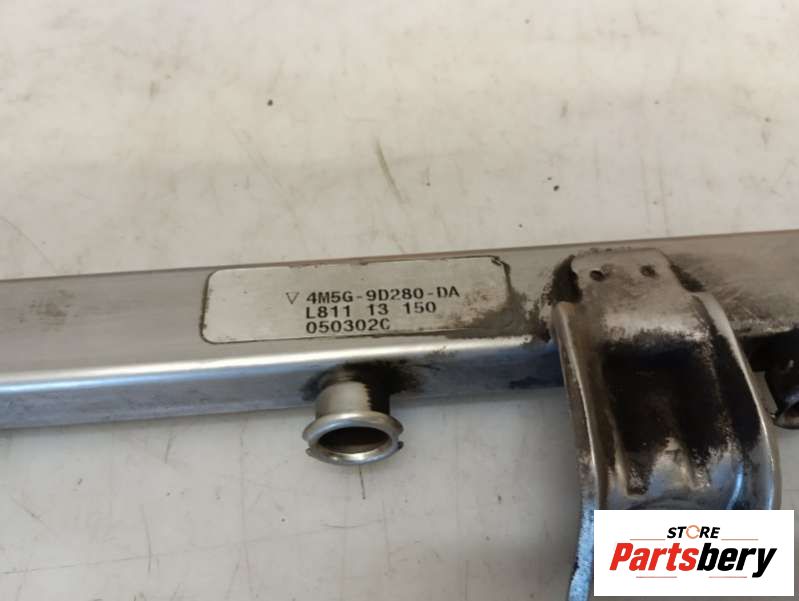 ▽ 4M5G-9D280-DA
L811 13 150
050302C
STORE
Partsbery